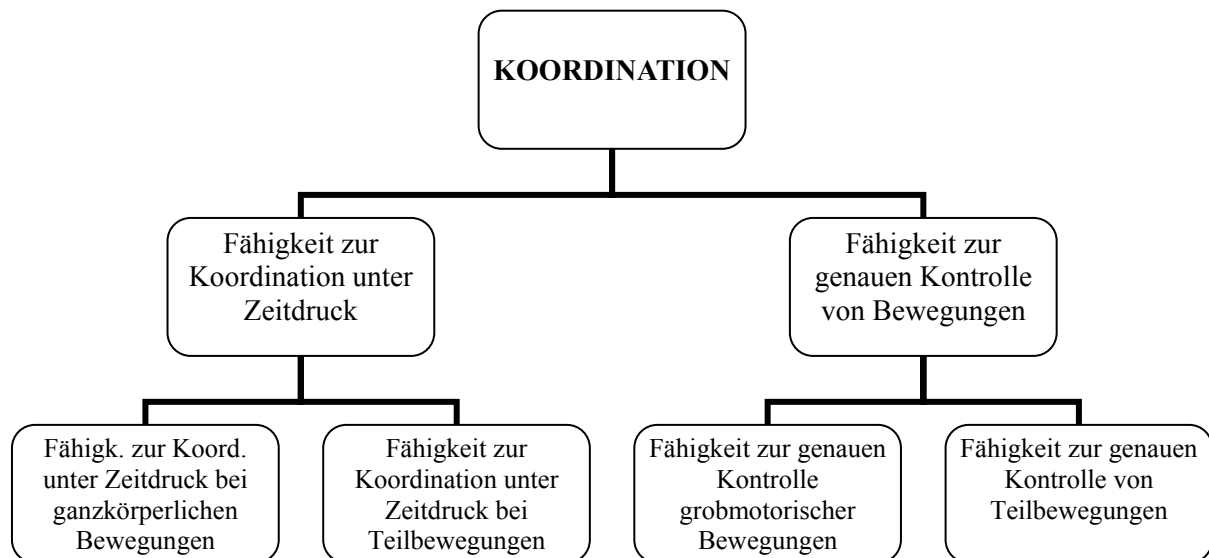 KOORDINATION
Fähigkeit zur
Koordination unter
Zeitdruck
Fähigkeit zur
genauen Kontrolle
von Bewegungen
Fähigk. zur Koord.
unter Zeitdruck bei
ganzkörperlichen
Bewegungen
Fähigkeit zur
Koordination unter
Zeitdruck bei
Teilbewegungen
Fähigkeit zur genauen
Kontrolle
grobmotorischer
Bewegungen
Fähigkeit zur genauen
Kontrolle von
Teilbewegungen